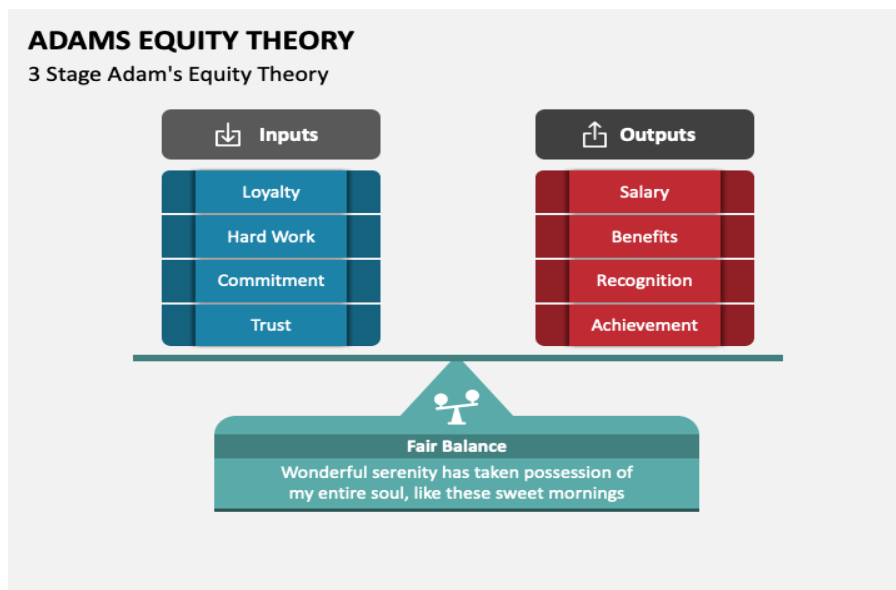 ADAMS EQUITY THEORY
3 Stage Adam's Equity Theory
Inputs
Loyalty
Hard Work
Commitment
Trust
Outputs
Salary
Benefits
Recognition
Achievement
Fair Balance
Wonderful serenity has taken possession of
my entire soul, like these sweet mornings